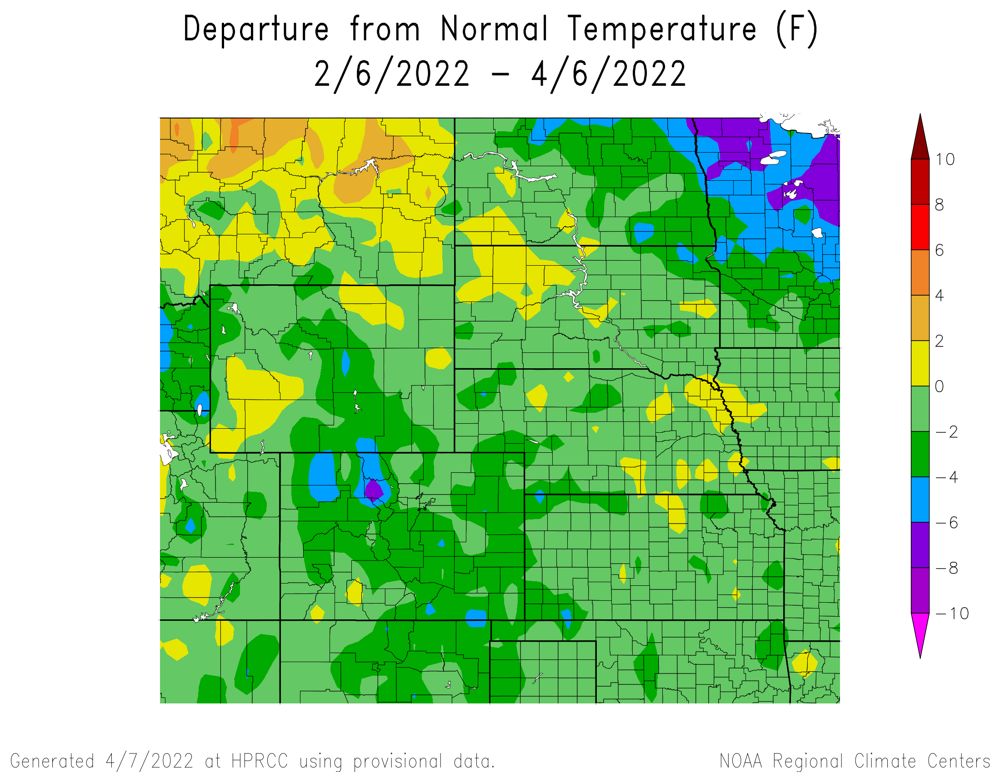 Departure from Normal Temperature (F)
2/6/2022 – 4/6/2022
10
8
6
4
2
0
−2
−4
−6
−8
−10
Generated 4/7/2022 at HPRCC using provisional data.
NOAA Regional Climate Centers